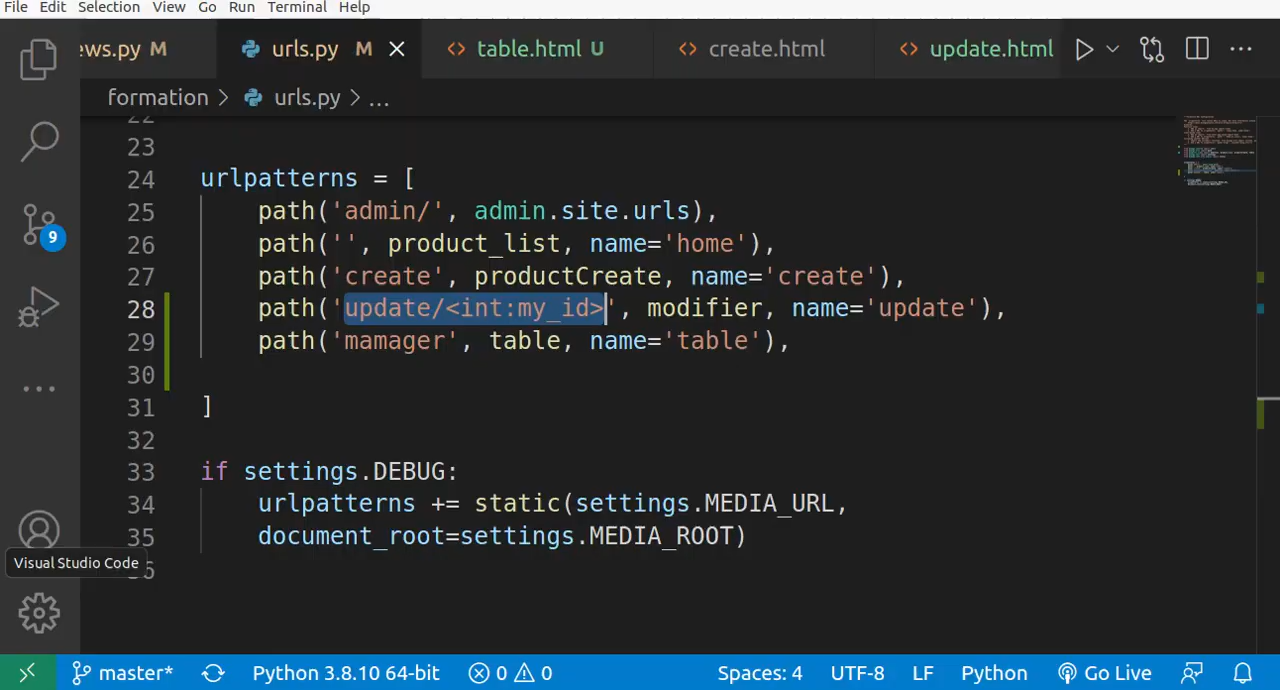 File Edit Selection View Go Run Terminal Help
ews.py M urls.py M table.html U create.html update.html
formation > urls.py > ...
22
23
24 urlpatterns = [
25 path('admin/', admin.site.urls),
26 path('', product_list, name='home'),
27 path('create', productCreate, name='create'),
28 path('update/<int:my_id>', modifier, name='update'),
29 path('mamager', table, name='table'),
30
31 ]
32
33 if settings.DEBUG:
34 urlpatterns += static(settings.MEDIA_URL,
35 document_root=settings.MEDIA_ROOT)
9
Visual Studio Code
master* Python 3.8.10 64-bit 0 0 Spaces: 4 UTF-8 LF Python Go Live